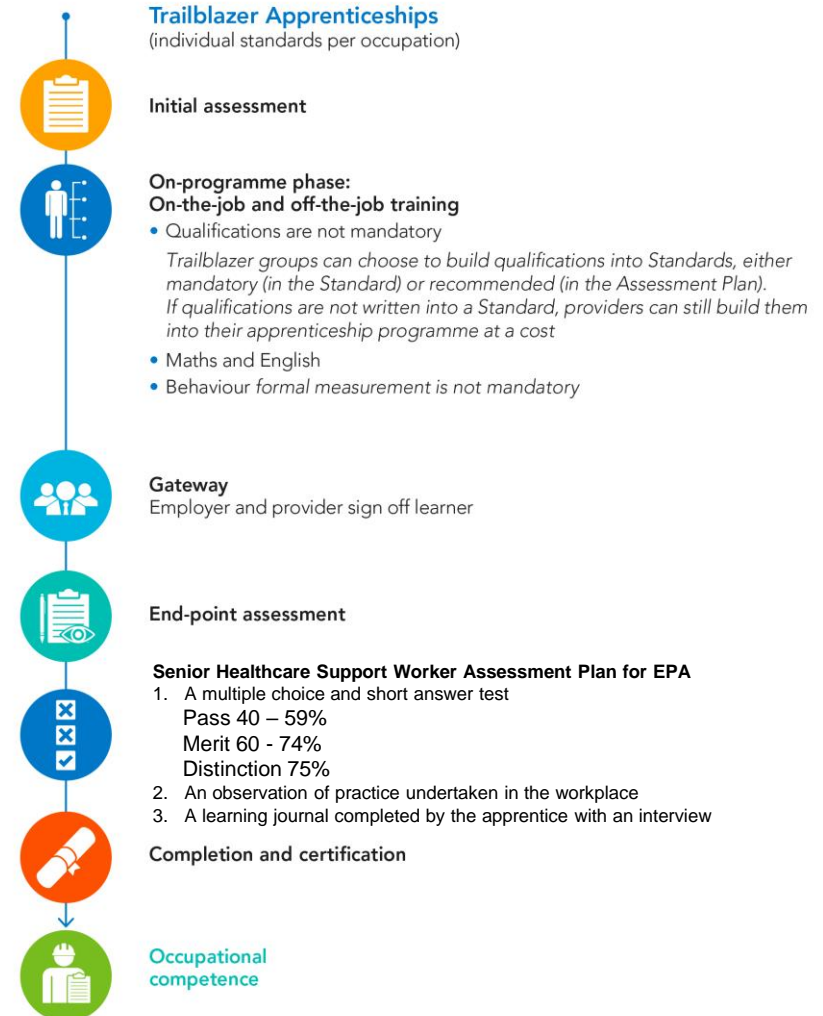 Trailblazer Apprenticeships
(individual standards per occupation)
Initial assessment
On-programme phase:
On-the-job and off-the-job training
• Qualifications are not mandatory
Trailblazer groups can choose to build qualifications into Standards, either
mandatory (in the Standard) or recommended (in the Assessment Plan).
If qualifications are not written into a Standard, providers can still build them
into their apprenticeship programme at a cost
• Maths and English
• Behaviour formal measurement is not mandatory
Gateway
Employer and provider sign off learner
End-point assessment
Senior Healthcare Support Worker Assessment Plan for EPA
1. A multiple choice and short answer test
Pass 40 – 59%
Merit 60 - 74%
Distinction 75%
2. An observation of practice undertaken in the workplace
3. A learning journal completed by the apprentice with an interview
Completion and certification
Occupational
competence